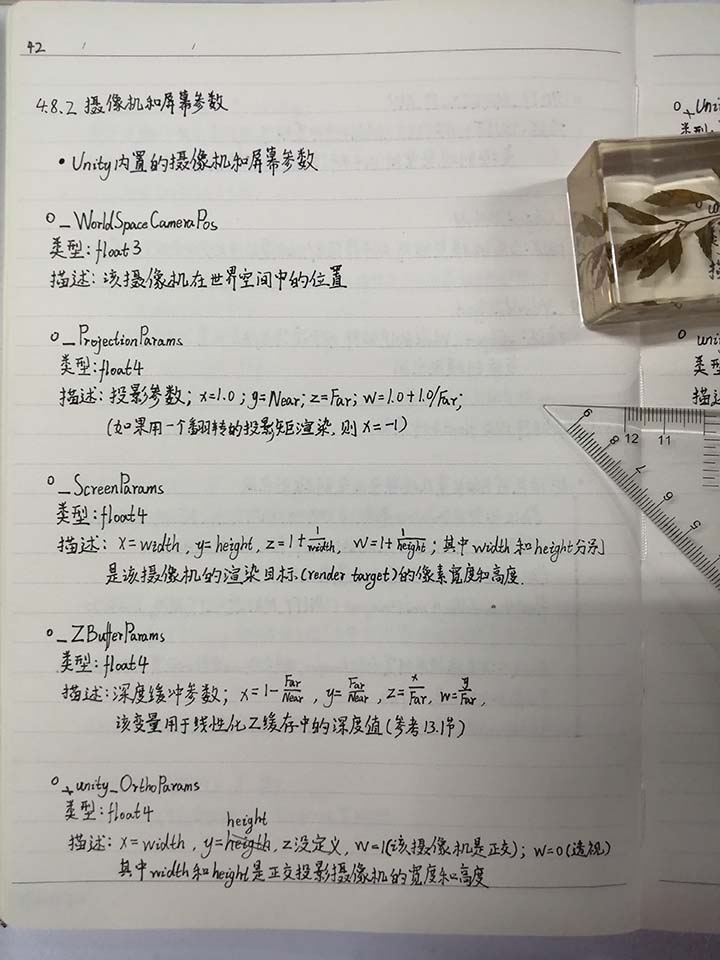 42
4.8.2 摄像机和屏幕参数
• Unity内置的摄像机和屏幕参数
o _WorldSpaceCameraPos
类型:float3
描述:该摄像机在世界空间中的位置
o _ProjectionParams
类型:float4
描述:投影参数; x=1.0; y=Near; z=Far; w=1.0+1.0/Far;
(如果用一个翻转的投影矩渲染,则x=-1)
o _ScreenParams
类型:float4
描述: x=width, y=height, z=1+1/width, w=1+1/height; 其中width和height分别
是该摄像机的渲染目标(render target)的像素宽度和高度.
o _ZBufferParams
类型:float4
描述:深度缓冲参数; x=1-Far/Near, y=Far/Near, z=x/Far, w=y/Far,
该变量用于线性化Z缓存中的深度值(参考13.1节)
o unity_OrthoParams
类型:float4
height
描述: x=width, y=heigth, z没定义, w=1(该摄像机是正交); w=0(透视)
其中width和height是正交投影摄像机的宽度和高度
o Uni
类型
描
o uni
类型
描述
12 11
9 8 7 6 5